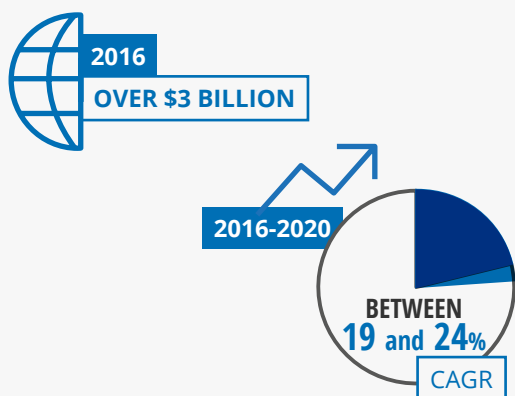 2016
OVER $3 BILLION
2016-2020
BETWEEN
19 and 24%
CAGR